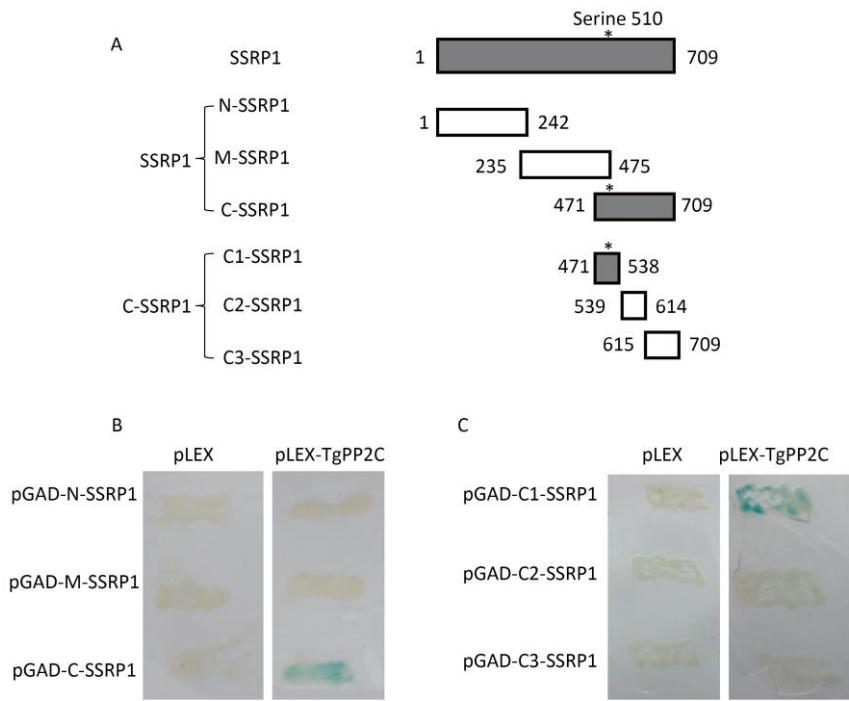 A
Serine 510
*
SSRP1
1
709
N-SSRP1
1
242
SSRP1
M-SSRP1
235
475
*
C-SSRP1
471
709
*
C1-SSRP1
471
538
C-SSRP1
C2-SSRP1
539
614
C3-SSRP1
615
709
B
pLEX
pLEX-TgPP2C
pGAD-N-SSRP1
pGAD-M-SSRP1
pGAD-C-SSRP1
C
pLEX
pLEX-TgPP2C
pGAD-C1-SSRP1
pGAD-C2-SSRP1
pGAD-C3-SSRP1